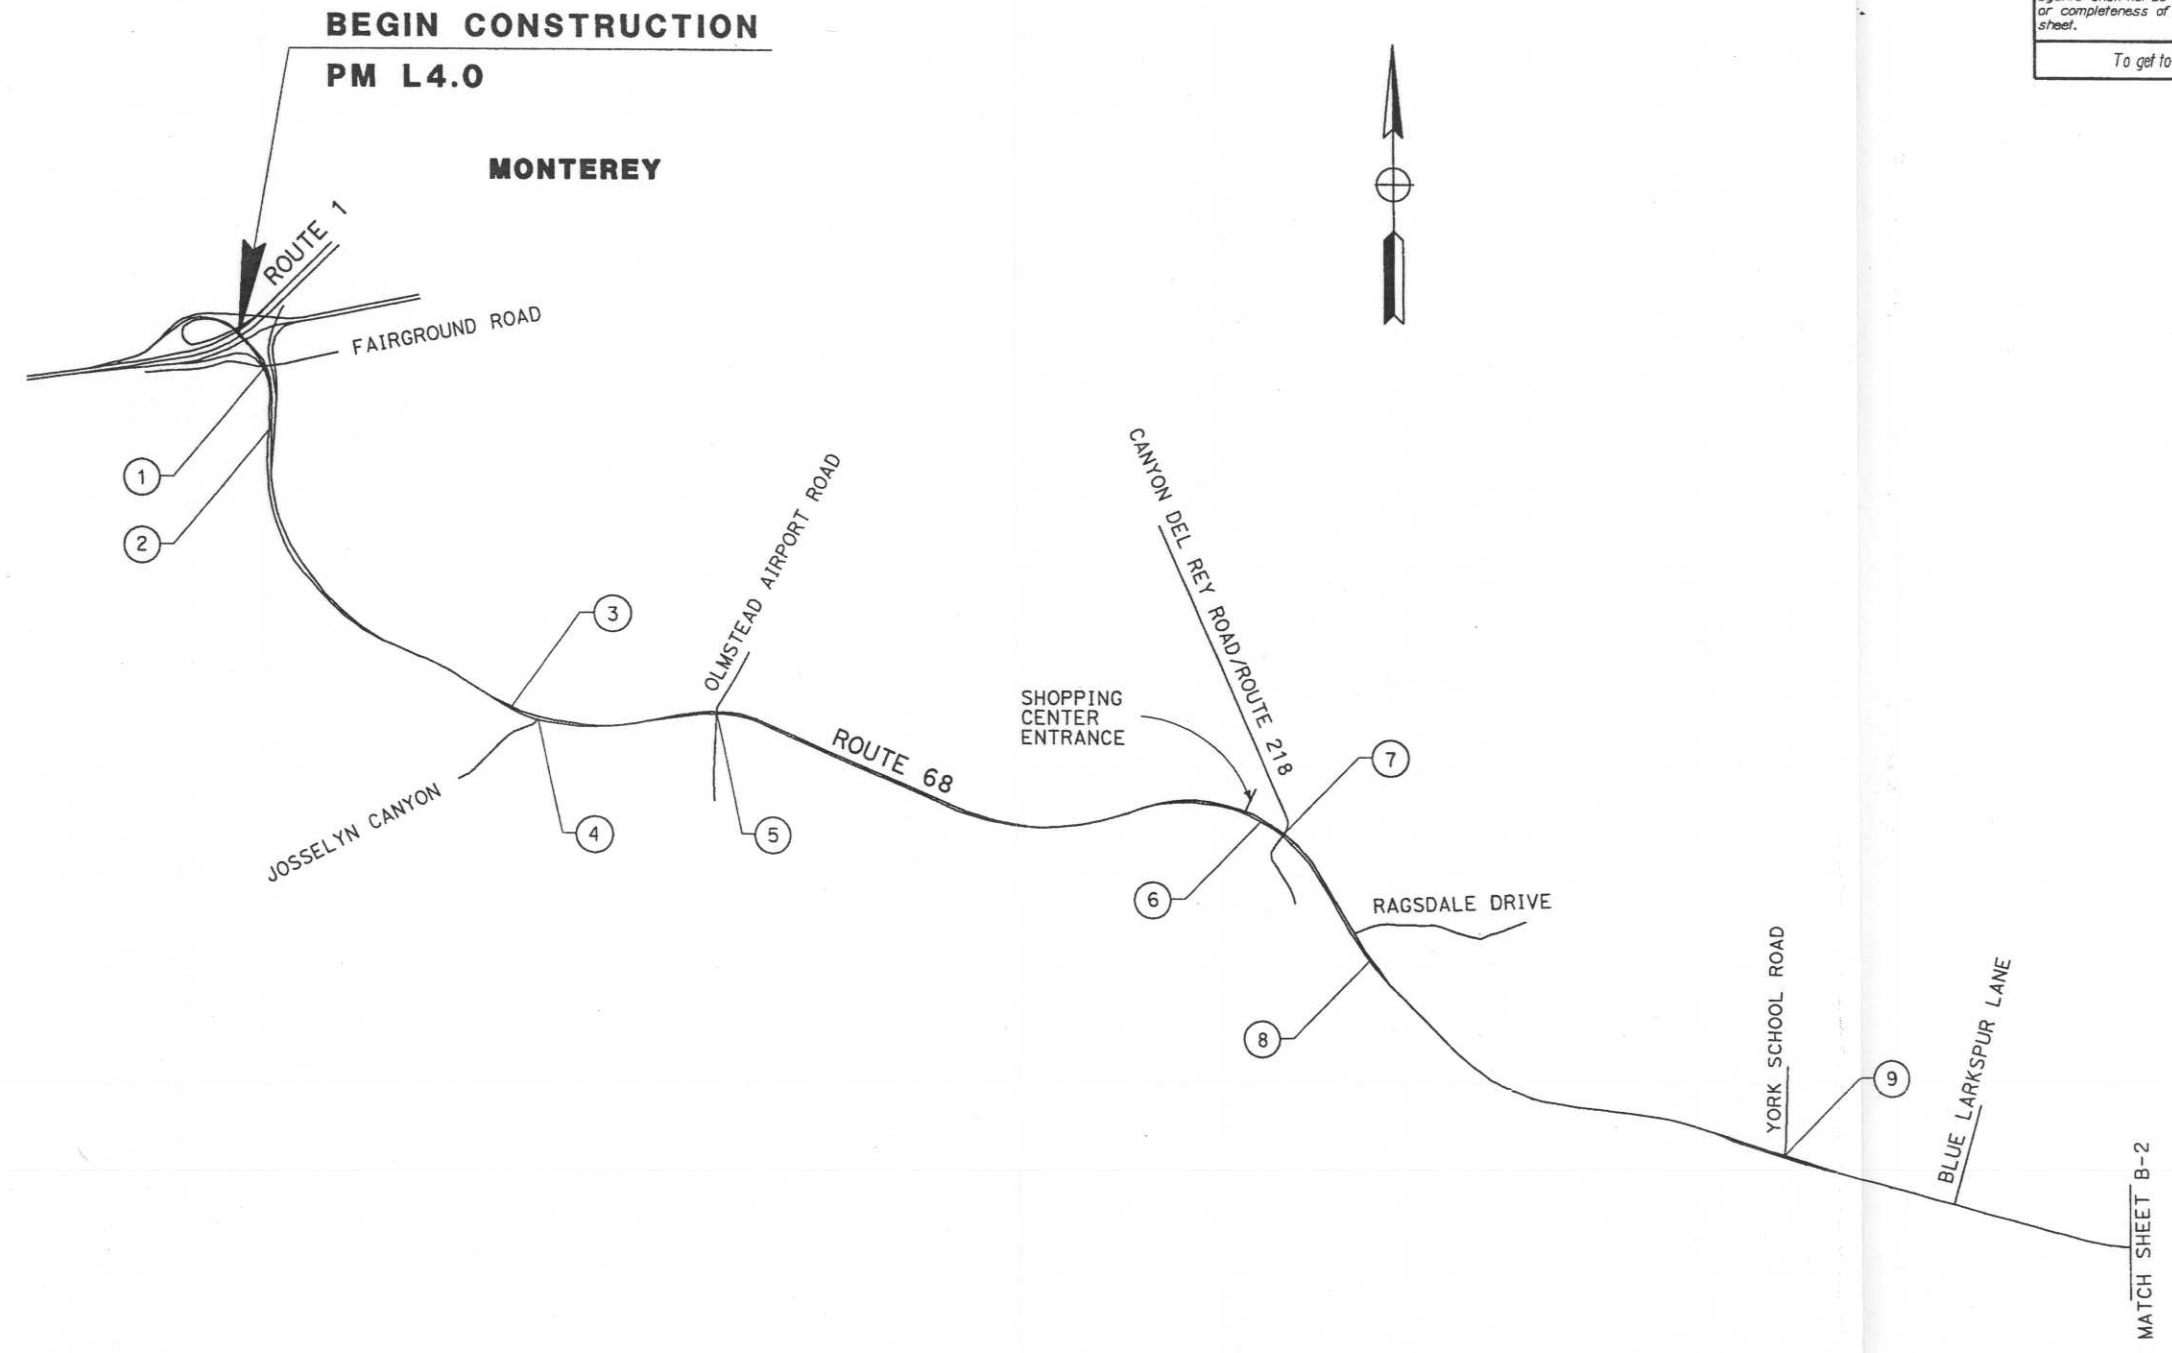 BEGIN CONSTRUCTION
PM L4.0
or completeness of
sheet.
To get to
MONTEREY
ROUTE 1
FAIRGROUND ROAD
1
2
3
OLMSTEAD AIRPORT ROAD
CANYON DEL REY ROAD/ROUTE 218
SHOPPING
CENTER
ENTRANCE
ROUTE 68
7
JOSSELYN CANYON
4
5
6
RAGSDALE DRIVE
8
YORK SCHOOL ROAD
9
BLUE LARKSPUR LANE
MATCH SHEET B-2